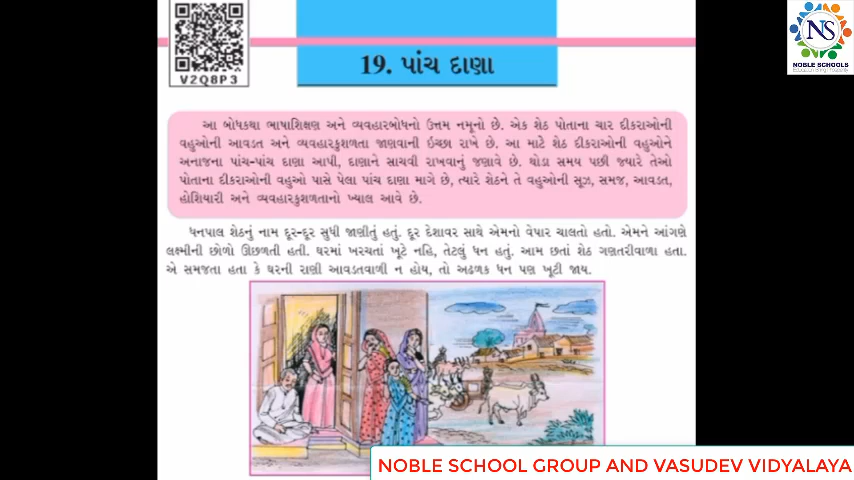 V2Q8P3
NS
NOBLE SCHOOLS
19. પાંચ દાણા
આ બોધકથા ભાષાશિક્ષણ અને વ્યવહારબોધનો ઉત્તમ નમૂનો છે. એક શેઠ પોતાના ચાર દીકરાઓની
વહુઓની આવડત અને વ્યવહારકુશળતા જાણવાની ઇચ્છા રાખે છે. આ માટે શેઠ દીકરાઓની વહુઓને
અનાજના પાંચ-પાંચ દાણા આપી, દાણાને સાચવી રાખવાનું જણાવે છે. થોડા સમય પછી જ્યારે તેઓ
પોતાના દીકરાઓની વહુઓ પાસે પેલા પાંચ દાણા માગે છે, ત્યારે શેઠને તે વહુઓની સૂઝ, સમજ, આવડત,
હોશિયારી અને વ્યવહારકુશળતાનો ખ્યાલ આવે છે.
ધનપાલ શેઠનું નામ દૂર-દૂર સુધી જાણીતું હતું. દૂર દેશાવર સાથે એમનો વેપાર ચાલતો હતો. એમને આંગણે
લક્ષ્મીની છોળો ઊછળતી હતી. ઘરમાં ખરચતાં ખૂટે નહિ, તેટલું ધન હતું. આમ છતાં શેઠ ગણતરીવાળા હતા.
એ સમજતા હતા કે ઘરની રાણી આવડતવાળી ન હોય, તો અઢળક ધન પણ ખૂટી જાય.
NOBLE SCHOOL GROUP AND VASUDEV VIDYALAYA